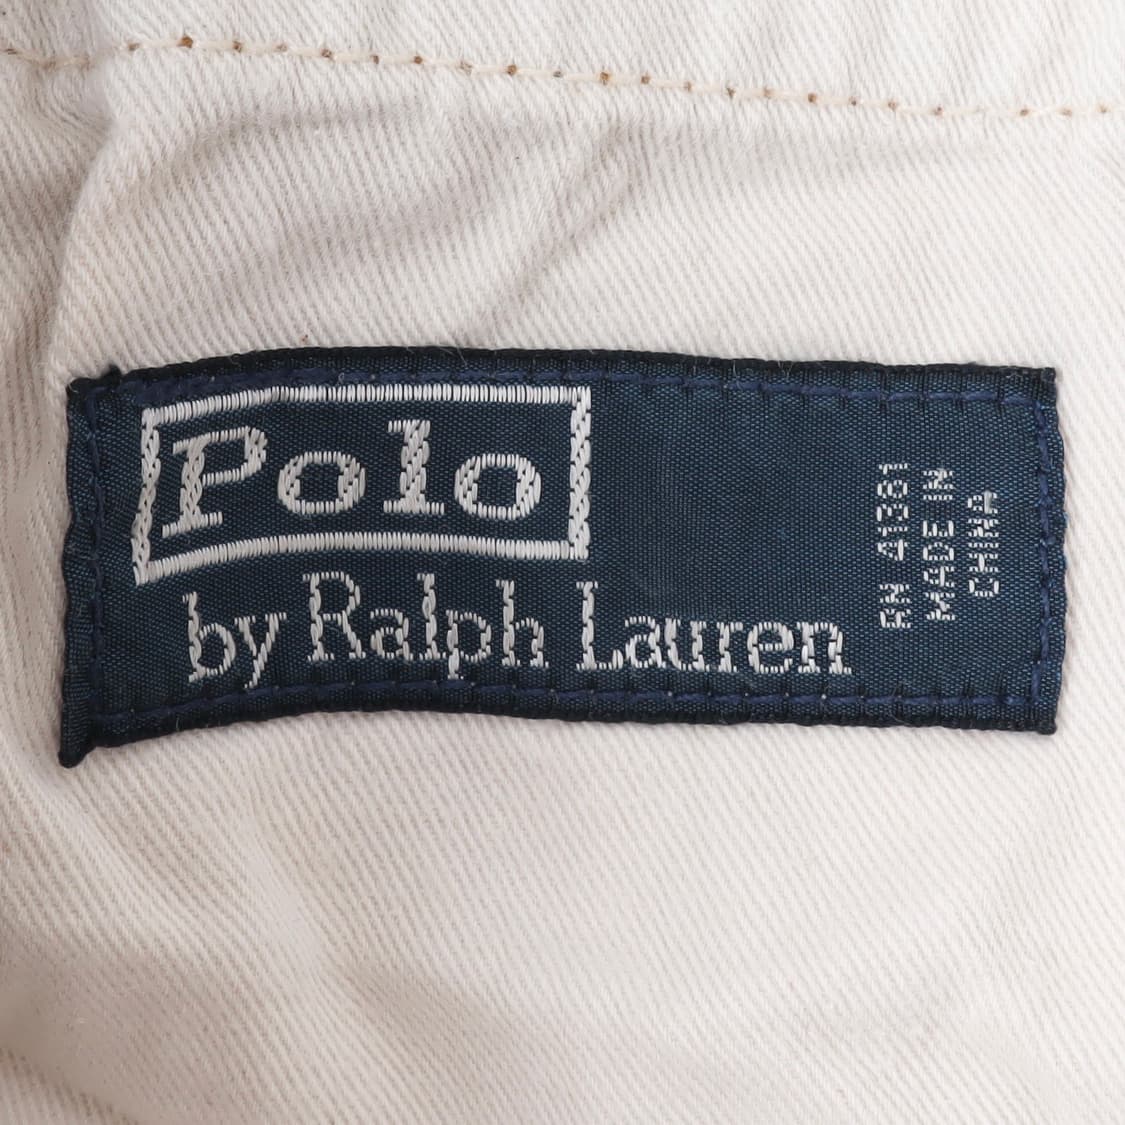 Polo
by Ralph Lauren
RN 41381
MADE IN
CHINA